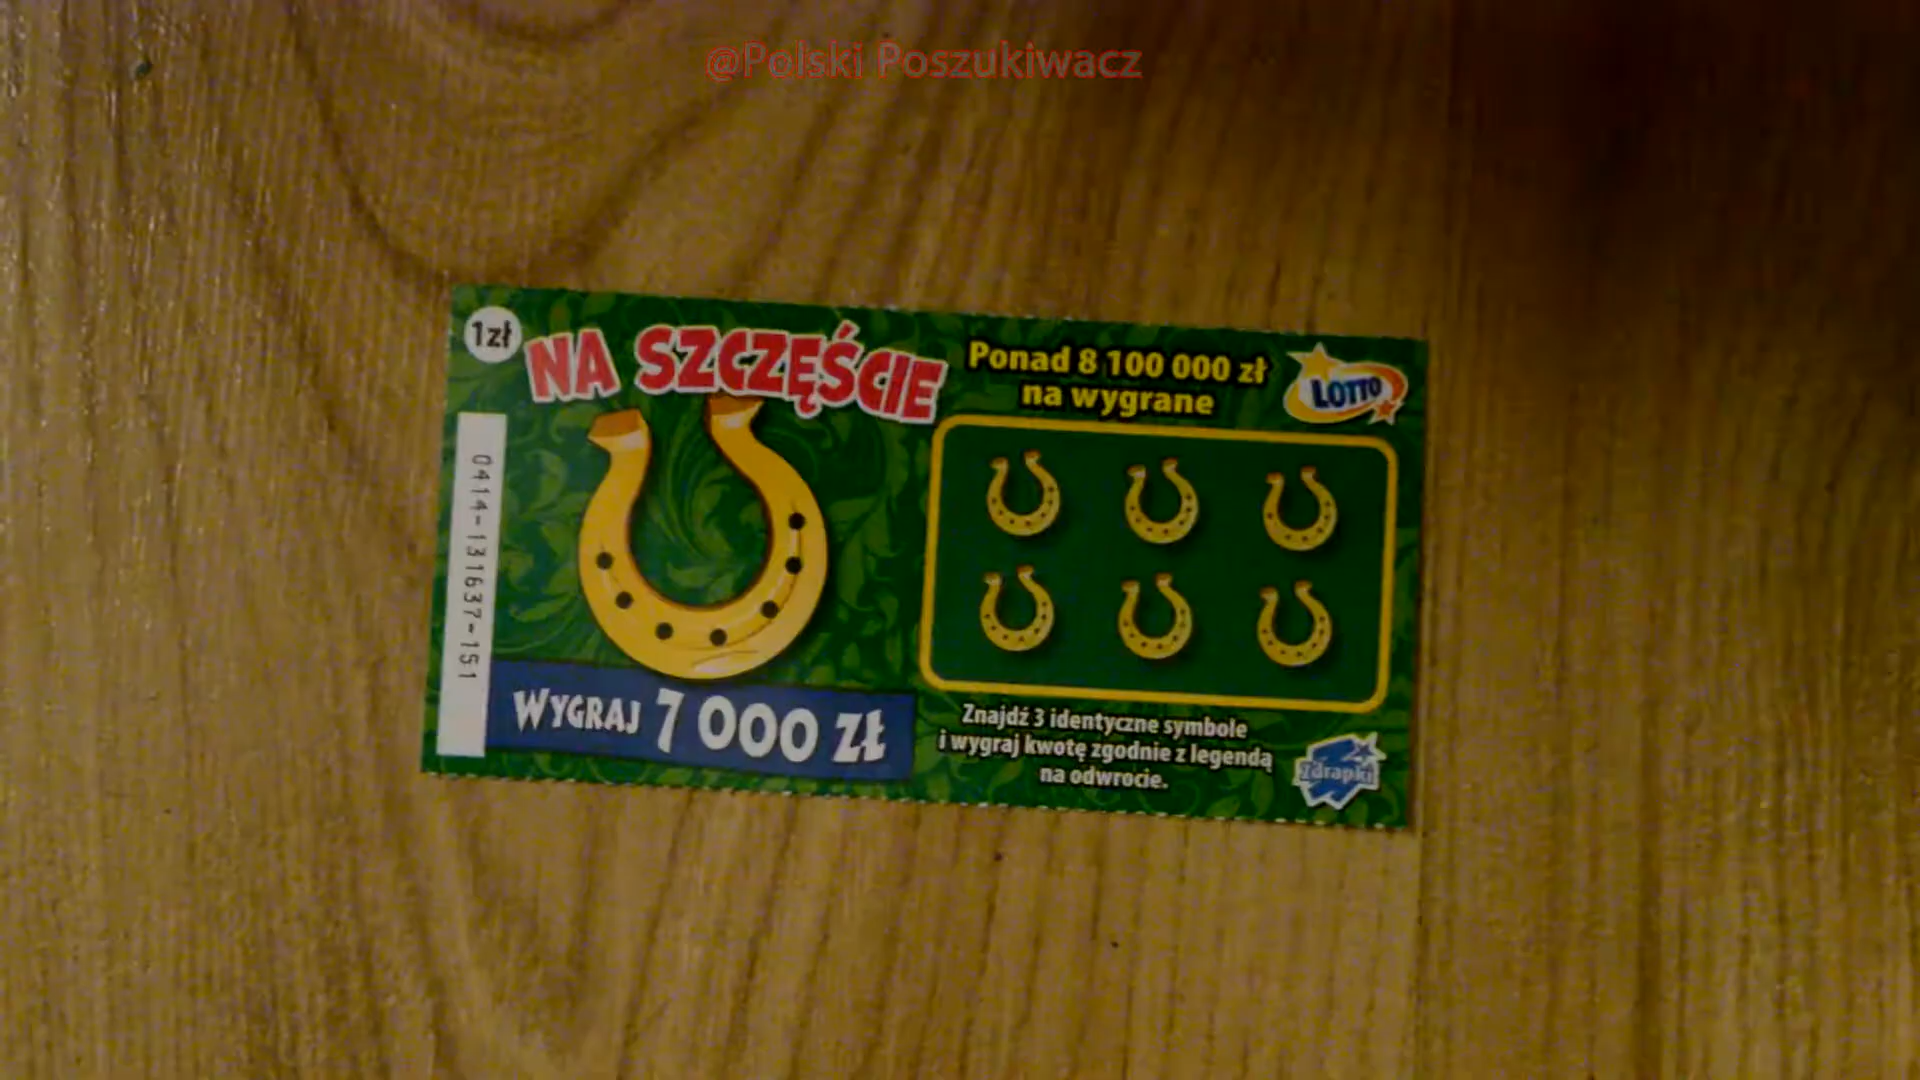 @Polski Poszukiwacz
1zł
NA SZCZĘŚCIE
Ponad 8 100 000 zł
na wygrane
LOTTO
0414-131637-151
WYGRAJ 7 000 ZŁ
Znajdź 3 identyczne symbole
i wygraj kwotę zgodnie z legendą
na odwrocie.
Zdrapki